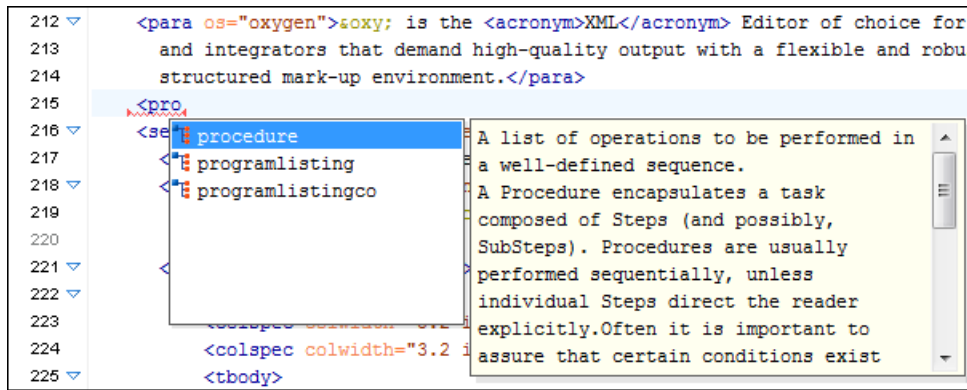 212 <para os="oxygen">&oxy; is the <acronym>XML</acronym> Editor of choice for
213 and integrators that demand high-quality output with a flexible and robu
214 structured mark-up environment.</para>
215 <pro
216 <se
procedure
programlisting
programlistingco
A list of operations to be performed in
a well-defined sequence.
A Procedure encapsulates a task
composed of Steps (and possibly,
SubSteps). Procedures are usually
performed sequentially, unless
individual Steps direct the reader
explicitly.Often it is important to
assure that certain conditions exist
217 <
218 <
219
220
221 <
222
223
224 <colspec colwidth="3.2 i
225 <tbody>